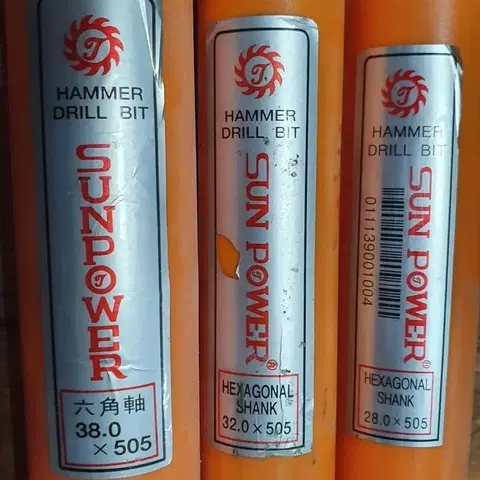 HAMMER
DRILL BIT
SUNPOWER
六角軸
38.0
× 505
HAMMER
DRILL BIT
SUN POWER®
HEXAGONAL
SHANK
32.0 × 505
HAMMER
DRILL BIT
SUN POWER®
011139001004
HEXAGONAL
SHANK
28.0 × 505